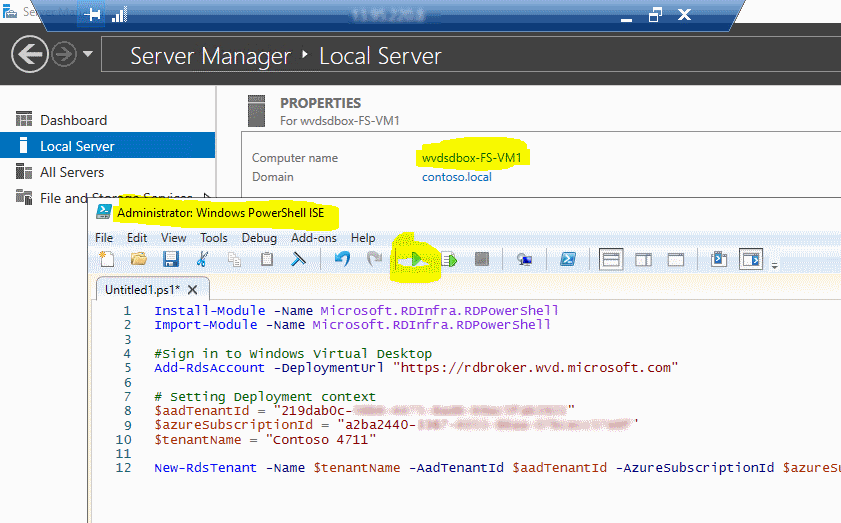 Server Man
13.95.220.8
Server Manager ‣ Local Server
Dashboard
Local Server
All Servers
File and Storage Services
PROPERTIES
For wvdsdbox-FS-VM1
Computer name wvdsdbox-FS-VM1
Domain contoso.local
Administrator: Windows PowerShell ISE
File Edit View Tools Debug Add-ons Help
Untitled1.ps1* X
1 Install-Module -Name Microsoft.RDInfra.RDPowerShell
2 Import-Module -Name Microsoft.RDInfra.RDPowerShell
3
4 #Sign in to Windows Virtual Desktop
5 Add-RdsAccount -DeploymentUrl "https://rdbroker.wvd.microsoft.com"
6
7 # Setting Deployment context
8 $aadTenantId = "219dab0c-
9 $azureSubscriptionId = "a2ba2440-
10 $tenantName = "contoso 4711"
11
12 New-RdsTenant -Name $tenantName -AadTenantId $aadTenantId -AzureSubscriptionId $azureSu